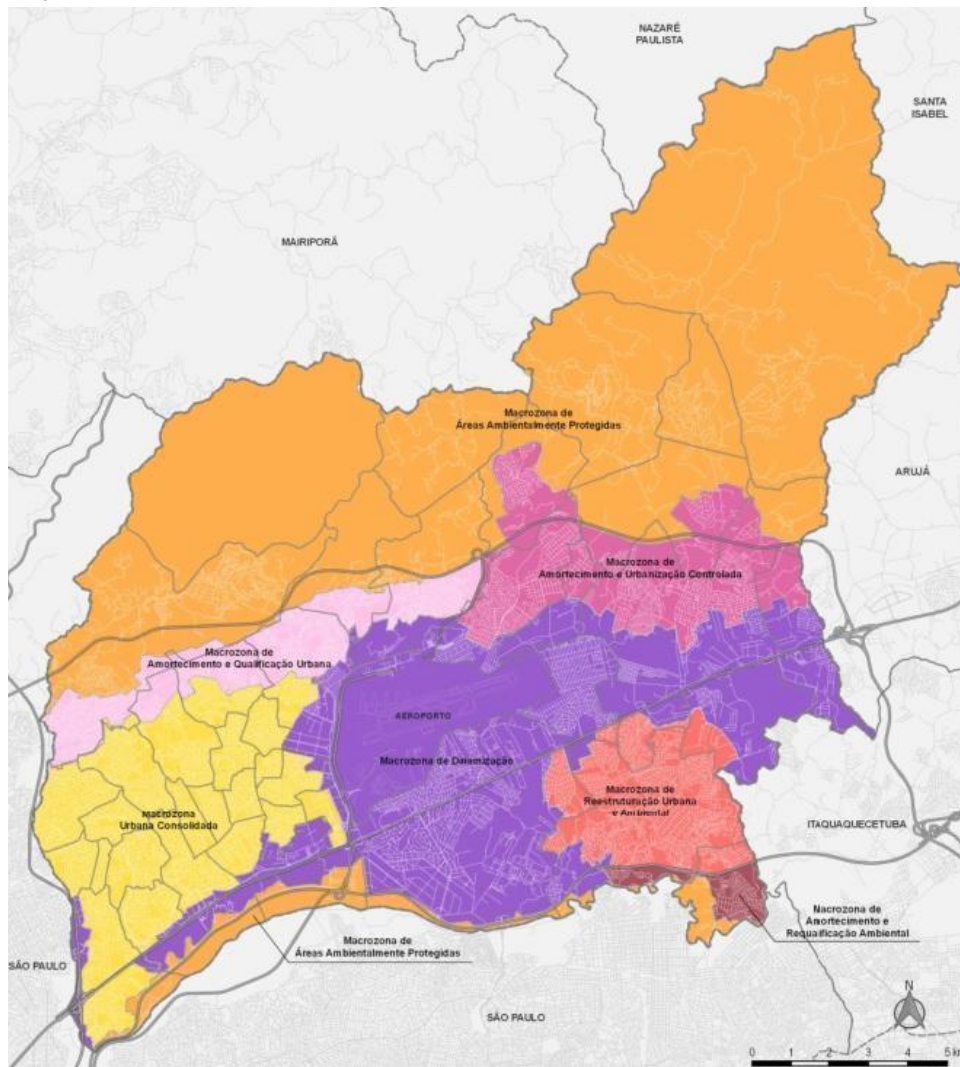 NAZARÉ
PAULISTA
SANTA
ISABEL
MAIRIPORÃ
Macrozona de
Áreas Ambientalmente Protegidas
ARUJÁ
Macrozona de
Amortecimento e Urbanização Controlada
Macrozona de
Amortecimento e Qualificação Urbana
AEROPORTO
Macrozona de Dinamização
Macrozona de
Reestruturação Urbana
e Ambiental
Macrozona
Urbana Consolidada
ITAQUAQUECETUBA
Macrozona de
Amortecimento e
Requalificação Ambiental
Macrozona de
Áreas Ambientalmente Protegidas
SÃO PAULO
N
SÃO PAULO
0 1 2 3 4 5 km